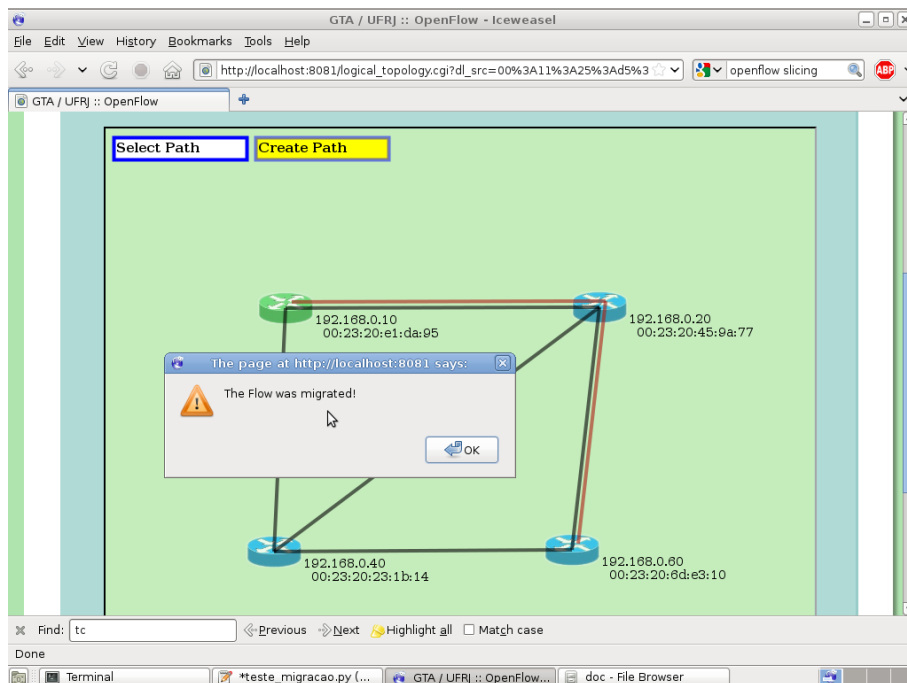 GTA / UFRJ :: OpenFlow - Iceweasel
File Edit View History Bookmarks Tools Help
http://localhost:8081/logical_topology.cgi?dl_src=00%3A11%3A25%3Ad5%3 openflow slicing ABP
GTA / UFRJ :: OpenFlow
Select Path Create Path
192.168.0.10
00:23:20:e1:da:95
192.168.0.20
00:23:20:45:9a:77
The page at http://localhost:8081 says:
The Flow was migrated!
OK
192.168.0.40
00:23:20:23:1b:14
192.168.0.60
00:23:20:6d:e3:10
Find: tc Previous Next Highlight all Match case
Done
Terminal *teste_migracao.py (... GTA / UFRJ :: OpenFlow... doc - File Browser